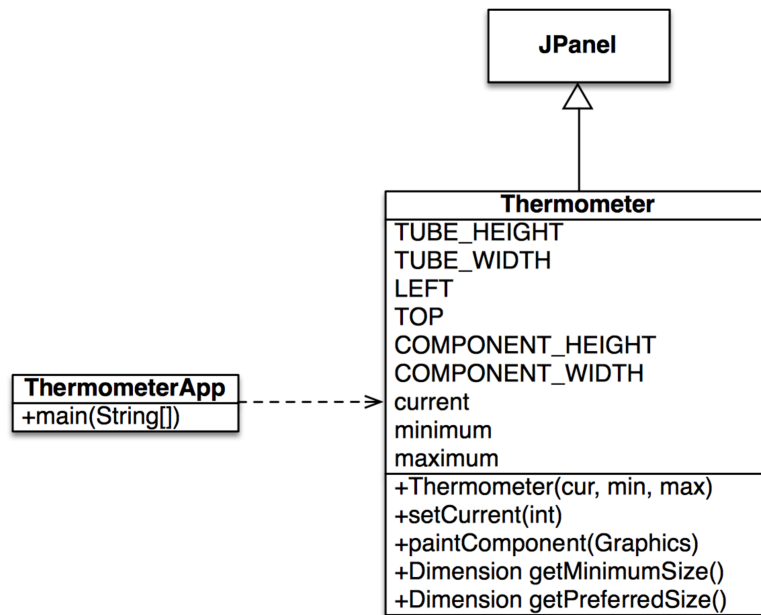 JPanel
Thermometer
TUBE_HEIGHT
TUBE_WIDTH
LEFT
TOP
COMPONENT_HEIGHT
COMPONENT_WIDTH
current
minimum
maximum
+Thermometer(cur, min, max)
+setCurrent(int)
+paintComponent(Graphics)
+Dimension getMinimumSize()
+Dimension getPreferredSize()
ThermometerApp
+main(String[])